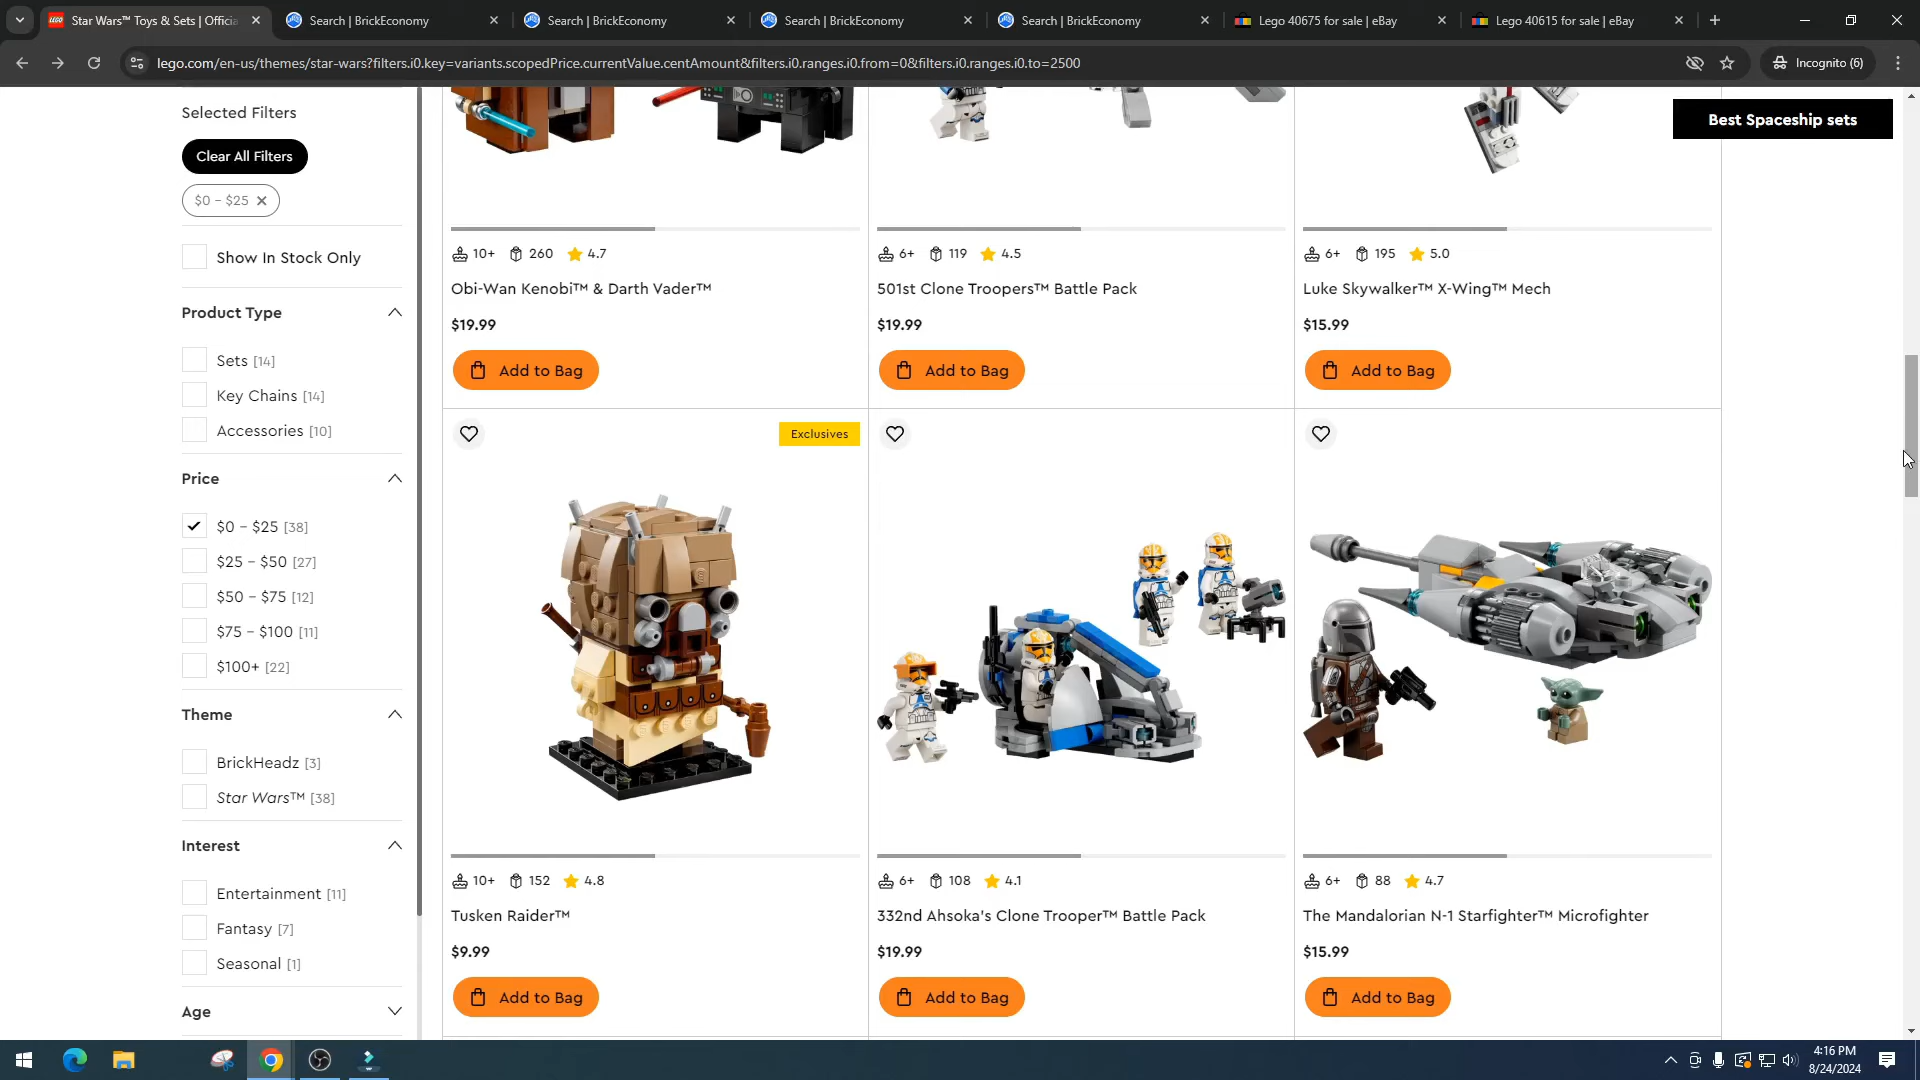 Star Wars™ Toys & Sets | Officia
Search | BrickEconomy
Search | BrickEconomy
Search | BrickEconomy
Search | BrickEconomy
Lego 40675 for sale | eBay
Lego 40615 for sale | eBay
lego.com/en-us/themes/star-wars?filters.i0.key=variants.scopedPrice.currentValue.centAmount&filters.i0.ranges.i0.from=0&filters.i0.ranges.i0.to=2500
Incognito (6)
Selected Filters
Clear All Filters
$0 – $25
Show In Stock Only
Product Type
Sets [14]
Key Chains [14]
Accessories [10]
Price
$0 – $25 [38]
$25 – $50 [27]
$50 – $75 [12]
$75 – $100 [11]
$100+ [22]
Theme
BrickHeadz [3]
Star Wars™ [38]
Interest
Entertainment [11]
Fantasy [7]
Seasonal [1]
Age
Best Spaceship sets
10+ 260 4.7
Obi-Wan Kenobi™ & Darth Vader™
$19.99
Add to Bag
6+ 119 4.5
501st Clone Troopers™ Battle Pack
$19.99
Add to Bag
6+ 195 5.0
Luke Skywalker™ X-Wing™ Mech
$15.99
Add to Bag
Exclusives
10+ 152 4.8
Tusken Raider™
$9.99
Add to Bag
6+ 108 4.1
332nd Ahsoka's Clone Trooper™ Battle Pack
$19.99
Add to Bag
6+ 88 4.7
The Mandalorian N-1 Starfighter™ Microfighter
$15.99
Add to Bag
4:16 PM
8/24/2024